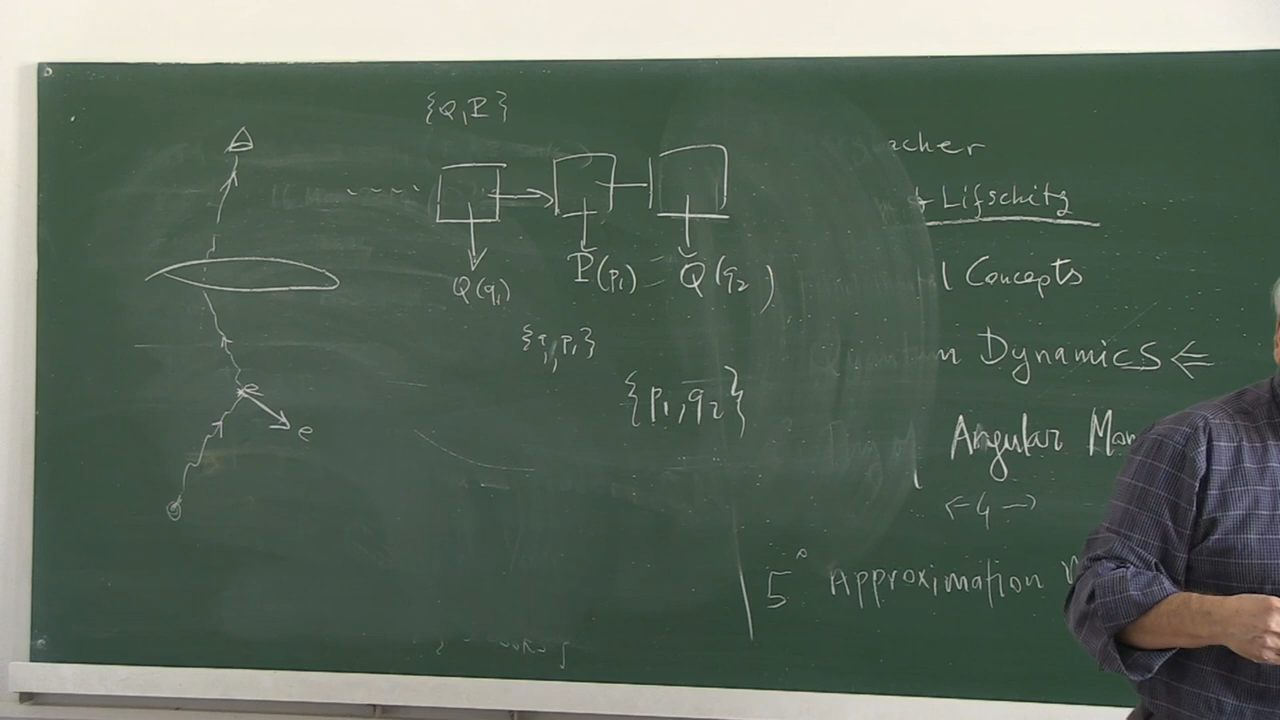 {Q,P}
Q(q1) P(p1) Q(q2)
{q1,p1}
{p1,q2}
e
e
Lifschitz
Concepts
Dynamics ⇐
Angular
←4→
5° Approximation